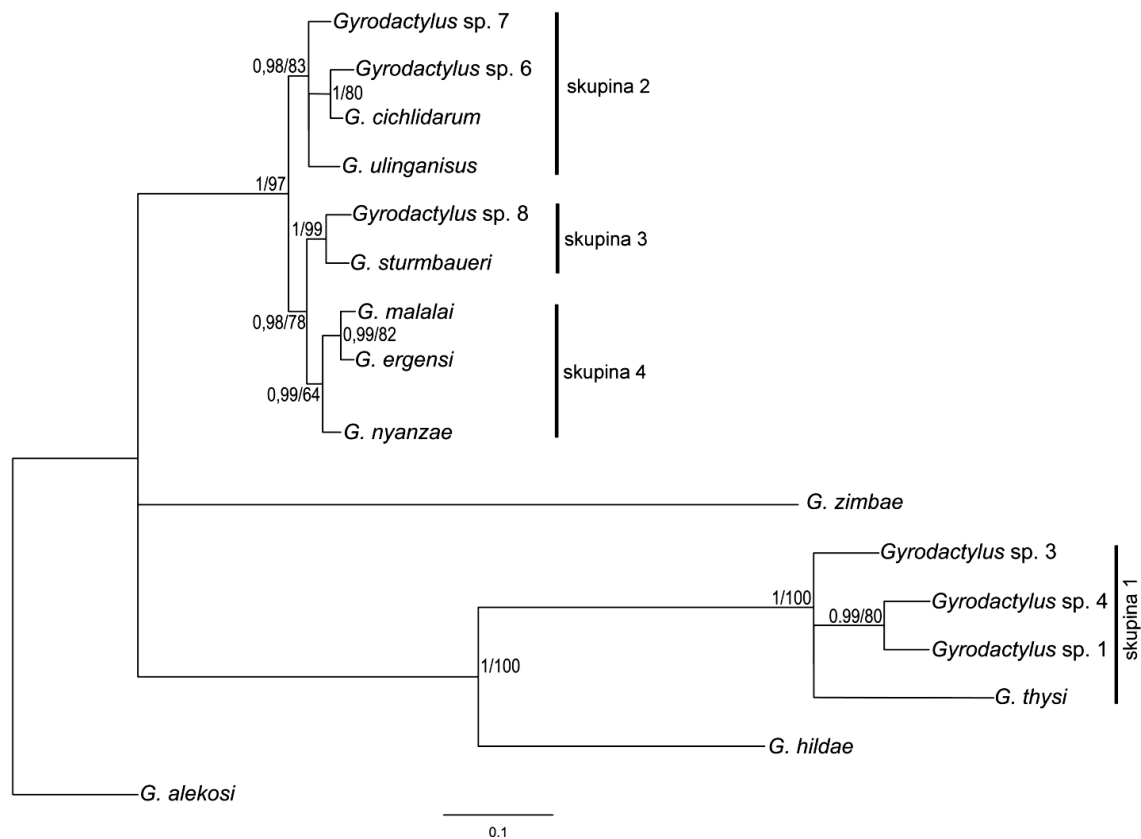 Gyrodactylus sp. 7
0,98/83
Gyrodactylus sp. 6
skupina 2
1/80
G. cichlidarum
G. ulinganisus
1/97
Gyrodactylus sp. 8
1/99
skupina 3
G. sturmbaueri
G. malalai
0,98/78
0,99/82
G. ergensi
skupina 4
0,99/64
G. nyanzae
G. zimbae
Gyrodactylus sp. 3
1/100
Gyrodactylus sp. 4
0.99/80
skupina 1
Gyrodactylus sp. 1
1/100
G. thysi
G. hildae
G. alekosi
0.1